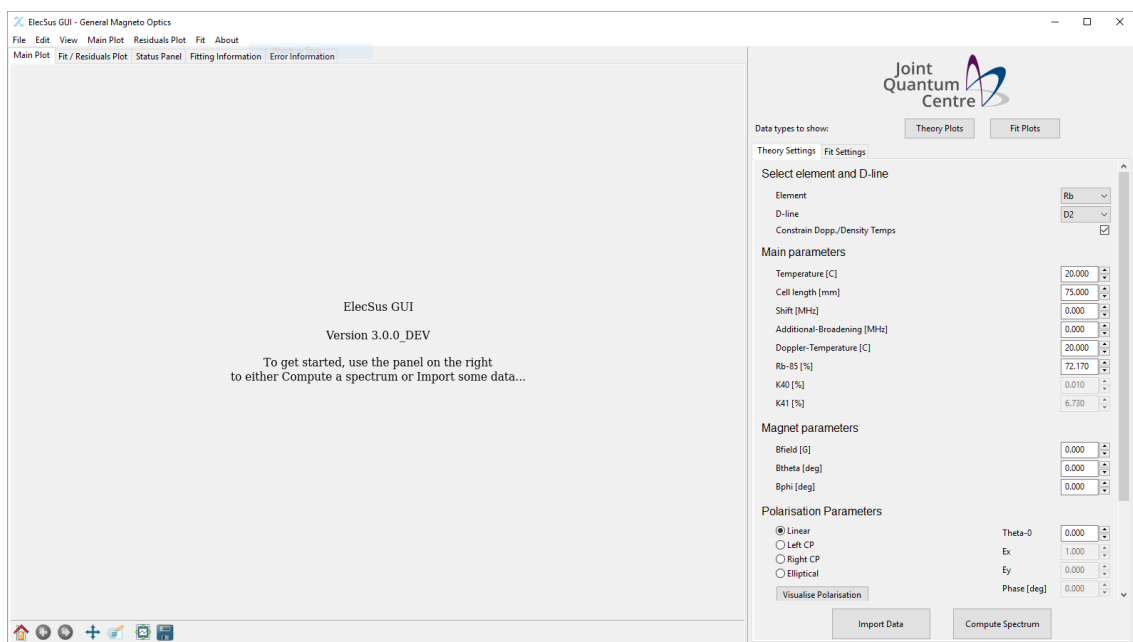 ElecSus GUI - General Magneto Optics
File Edit View Main Plot Residuals Plot Fit About
Main Plot Fit / Residuals Plot Status Panel Fitting Information Error Information
ElecSus GUI
Version 3.0.0_DEV
To get started, use the panel on the right
to either Compute a spectrum or Import some data...
Joint
Quantum
Centre
Data types to show: Theory Plots Fit Plots
Theory Settings Fit Settings
Select element and D-line
Element Rb
D-line D2
Constrain Dopp./Density Temps
Main parameters
Temperature [C] 20.000
Cell length [mm] 75.000
Shift [MHz] 0.000
Additional-Broadening [MHz] 0.000
Doppler-Temperature [C] 20.000
Rb-85 [%] 72.170
K40 [%] 0.010
K41 [%] 6.730
Magnet parameters
Bfield [G] 0.000
Btheta [deg] 0.000
Bphi [deg] 0.000
Polarisation Parameters
Linear Theta-0 0.000
Left CP Ex 1.000
Right CP Ey 0.000
Elliptical Phase [deg] 0.000
Visualise Polarisation
Import Data Compute Spectrum